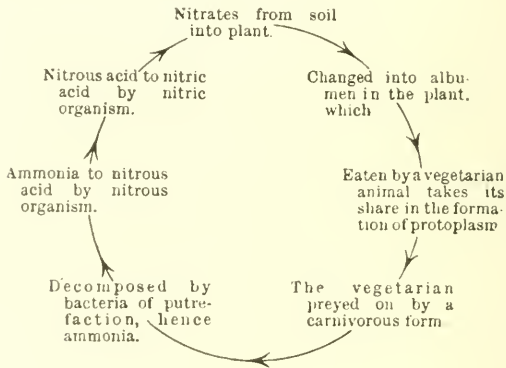 Nitrates from soil
into plant.
Changed into albu-
men in the plant.
which
Eaten by a vegetarian
animal takes its
share in the forma-
tion of protoplasm
The vegetarian
preyed on by a
carnivorous form
Decomposed by
bacteria of putre-
faction, hence
ammonia.
Ammonia to nitrous
acid by nitrous
organism.
Nitrous acid to nitric
acid by nitric
organism.